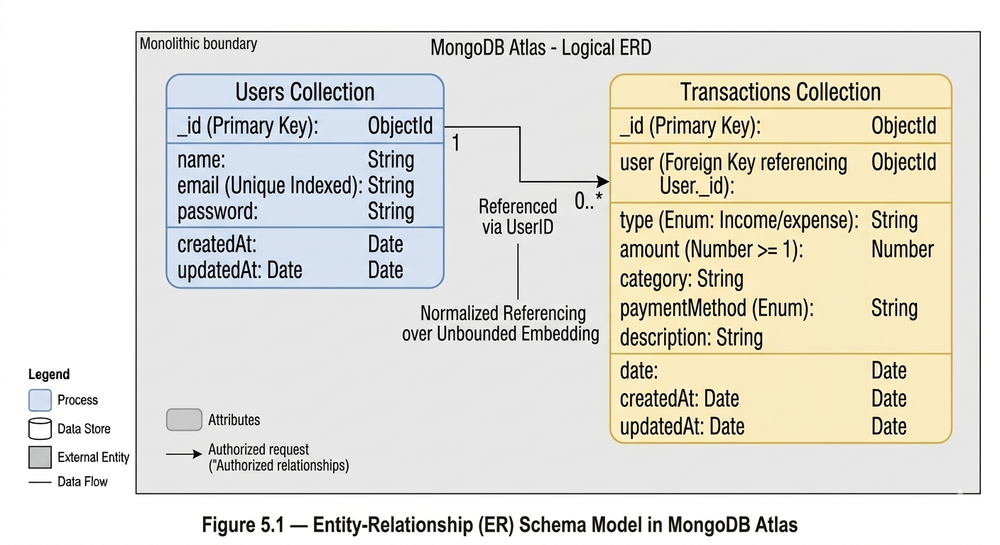 Monolithic boundary
MongoDB Atlas - Logical ERD
Users Collection
_id (Primary Key): ObjectId
name: String
email (Unique Indexed): String
password: String
createdAt: Date
updatedAt: Date Date
1
0..*
Referenced
via UserID
Normalized Referencing
over Unbounded Embedding
Transactions Collection
_id (Primary Key): ObjectId
user (Foreign Key referencing ObjectId
User._id):
type (Enum: Income/expense): String
amount (Number >= 1): Number
category: String
paymentMethod (Enum): String
description: String
date: Date
createdAt: Date Date
updatedAt: Date Date
Legend
Process
Data Store
External Entity
Data Flow
Attributes
Authorized request
("Authorized relationships)
Figure 5.1 — Entity-Relationship (ER) Schema Model in MongoDB Atlas